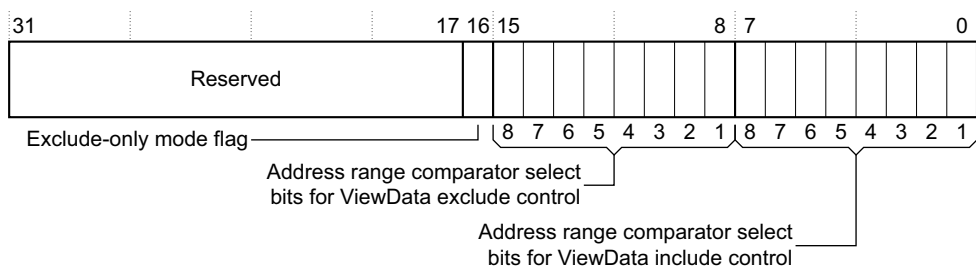 31 17 16 15 8 7 0
Reserved
Exclude-only mode flag
8 7 6 5 4 3 2 1 8 7 6 5 4 3 2 1
Address range comparator select
bits for ViewData exclude control
Address range comparator select
bits for ViewData include control